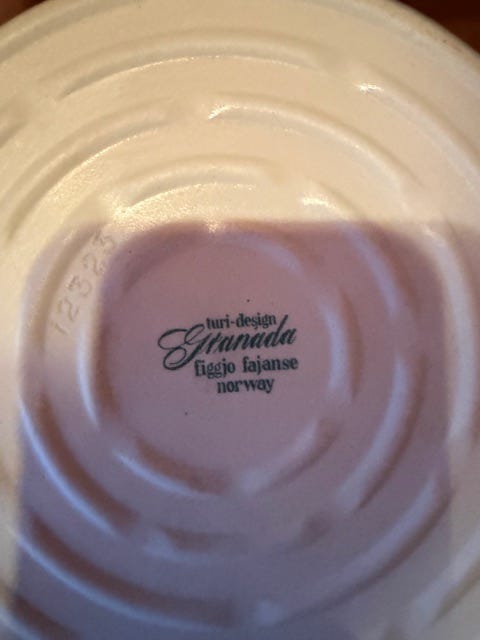 12323
turi-design
Granada
figgjo fajanse
norway